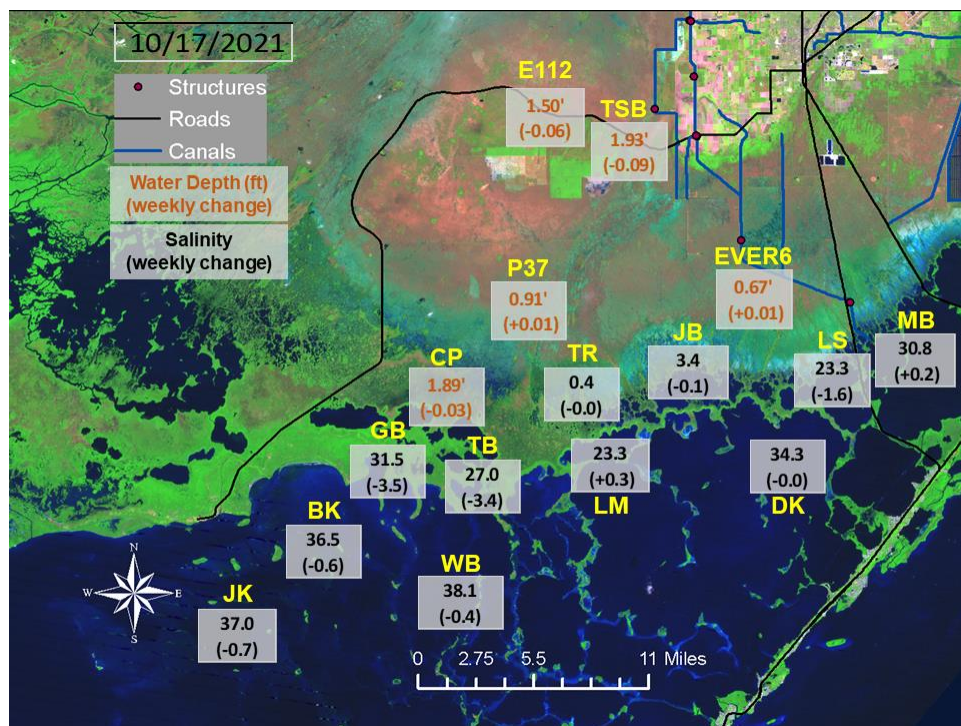 10/17/2021
Structures
Roads
Canals
Water Depth (ft)
(weekly change)
Salinity
(weekly change)
E112
1.50'
(-0.06)
TSB
1.93'
(-0.09)
P37
0.91'
(+0.01)
EVER6
0.67'
(+0.01)
CP
1.89'
(-0.03)
TR
0.4
(-0.0)
JB
3.4
(-0.1)
LS
23.3
(-1.6)
MB
30.8
(+0.2)
GB
31.5
(-3.5)
TB
27.0
(-3.4)
23.3
(+0.3)
LM
34.3
(-0.0)
DK
BK
36.5
(-0.6)
WB
38.1
(-0.4)
JK
37.0
(-0.7)
N
W E
S
0 2.75 5.5 11 Miles